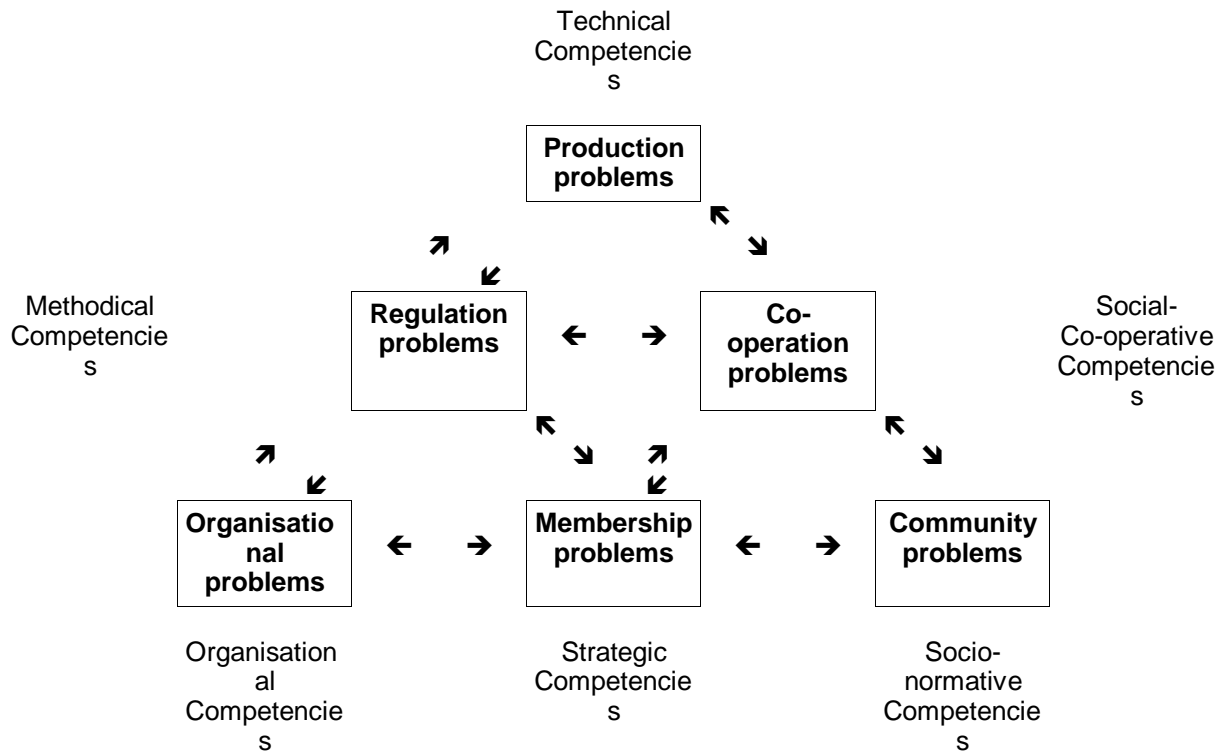 Technical
Competencie
s
Production
problems
Methodical
Competencie
s
Regulation
problems
Co-
operation
problems
Social-
Co-operative
Competencie
s
Organisatio
nal
problems
Membership
problems
Community
problems
Organisation
al
Competencie
s
Strategic
Competencie
s
Socio-
normative
Competencie
s